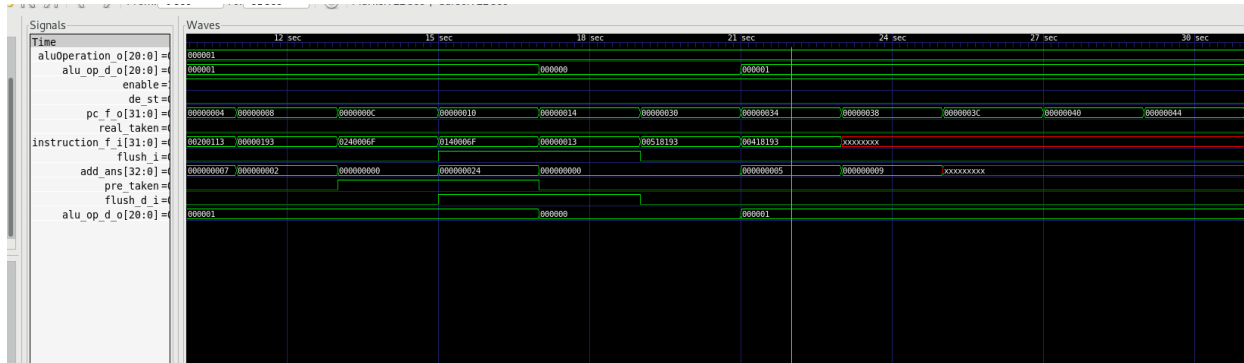 Signals
Waves
Time
12 sec 15 sec 18 sec 21 sec 24 sec 27 sec 30 sec
aluOperation_o[20:0] = 000001
alu_op_d_o[20:0] = 000001 000000 000001
enable =
de_st =
pc_f_o[31:0] = 00000004 00000008 0000000C 00000010 00000014 00000030 00000034 00000038 0000003C 00000040 00000044
real_taken =
instruction_f_i[31:0] = 00200113 00000193 0240006F 0140006F 00000013 00518193 00418193 xxxxxxxx
flush_i =
add_ans[32:0] = 000000007 000000002 000000000 000000024 000000000 000000005 000000009 xxxxxxxxx
pre_taken =
flush_d_i =
alu_op_d_o[20:0] = 000001 000000 000001